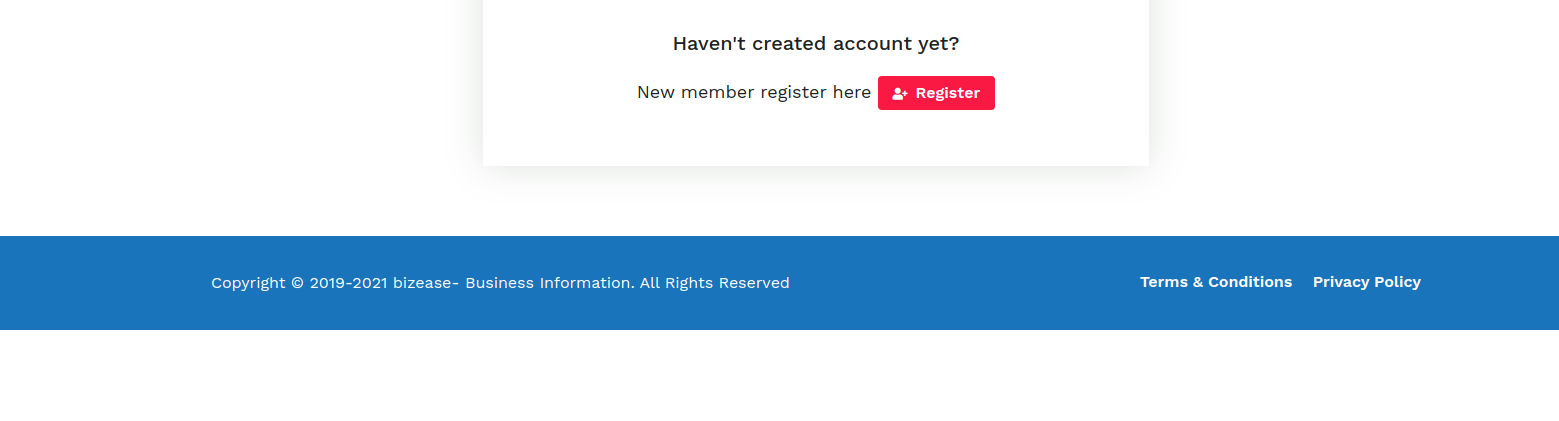 Haven't created account yet?
New member register here Register
Copyright © 2019-2021 bizease- Business Information. All Rights Reserved Terms & Conditions Privacy Policy